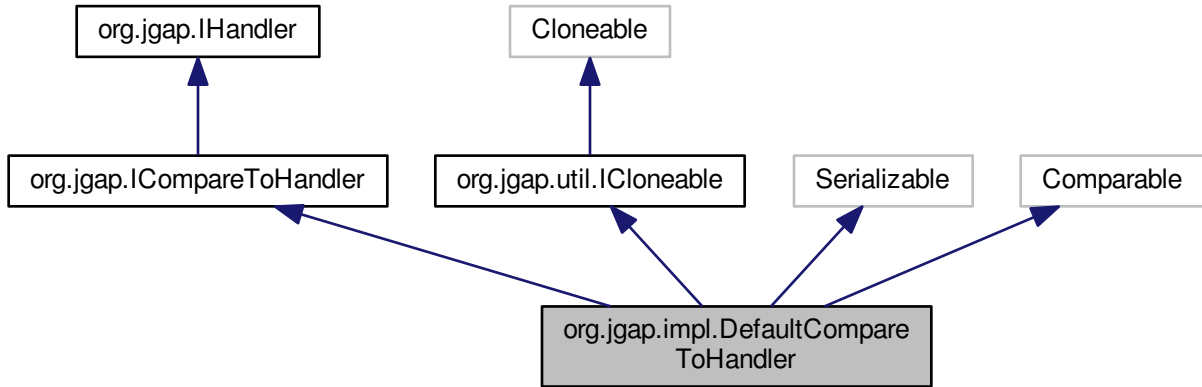 org.jgap.IHandler
Cloneable
org.jgap.ICompareToHandler
org.jgap.util.ICloneable
Serializable
Comparable
org.jgap.impl.DefaultCompare
ToHandler